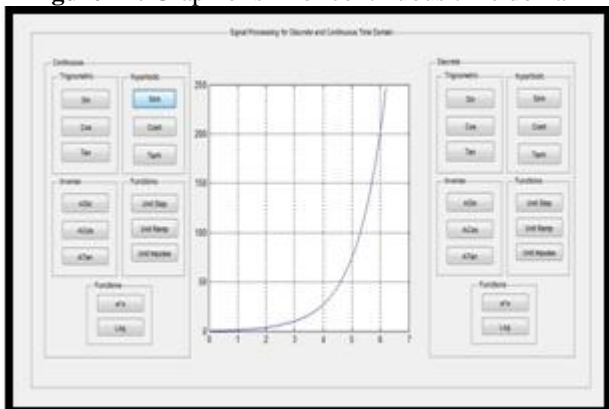 Signal Processing for Discrete and Continuous Time Domain
Continuous
Trigonometric
Hyperbolic
Sin
Sinh
Cos
CosH
Tan
Tanh
Inverse
Functions
ASin
Unit Step
ACos
Unit Ramp
ATan
Unit Impulse
Functions
e^x
Log
250
200
150
100
50
0
0 1 2 3 4 5 6 7
Discrete
Trigonometric
Hyperbolic
Sin
Sinh
Cos
CosH
Tan
Tanh
Inverse
Functions
ASin
Unit Step
ACos
Unit Ramp
ATan
Unit Impulse
Functions
e^x
Log